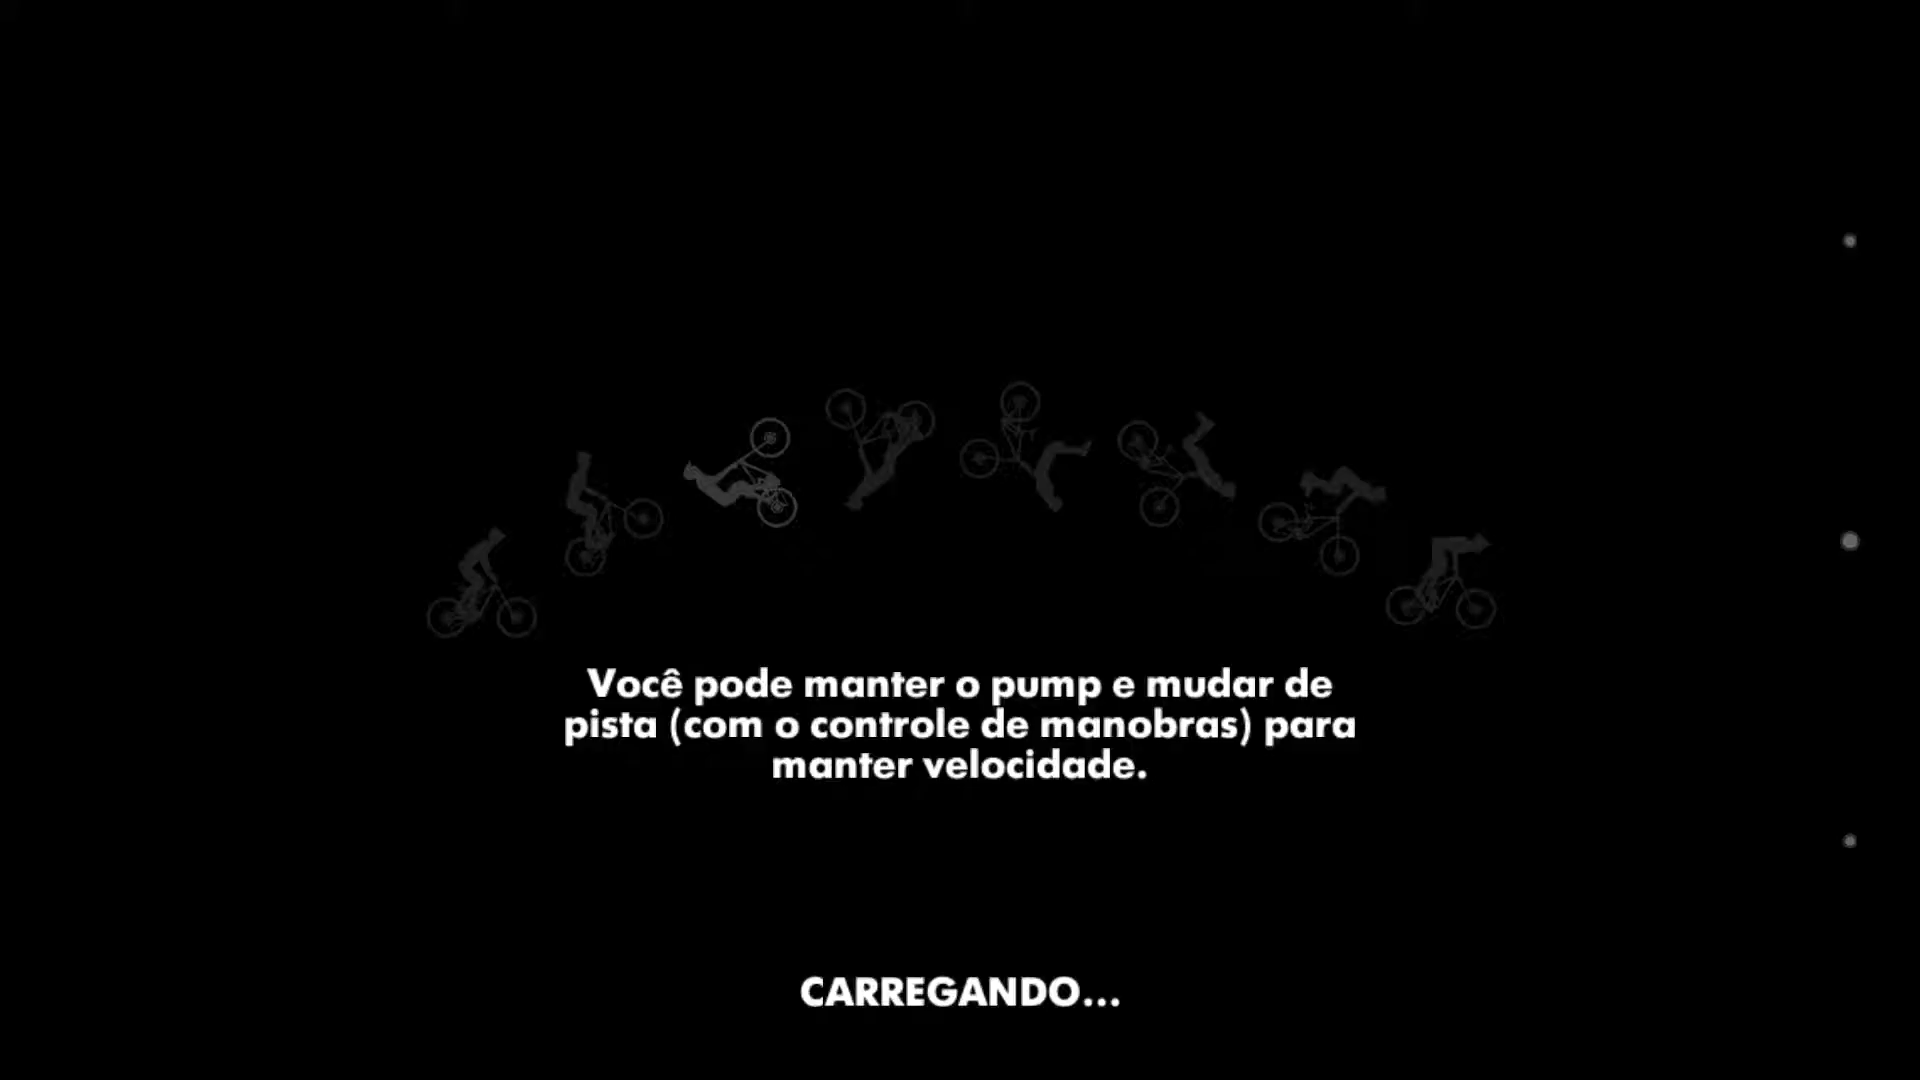 Você pode manter o pump e mudar de
pista (com o controle de manobras) para
manter velocidade.
CARREGANDO...